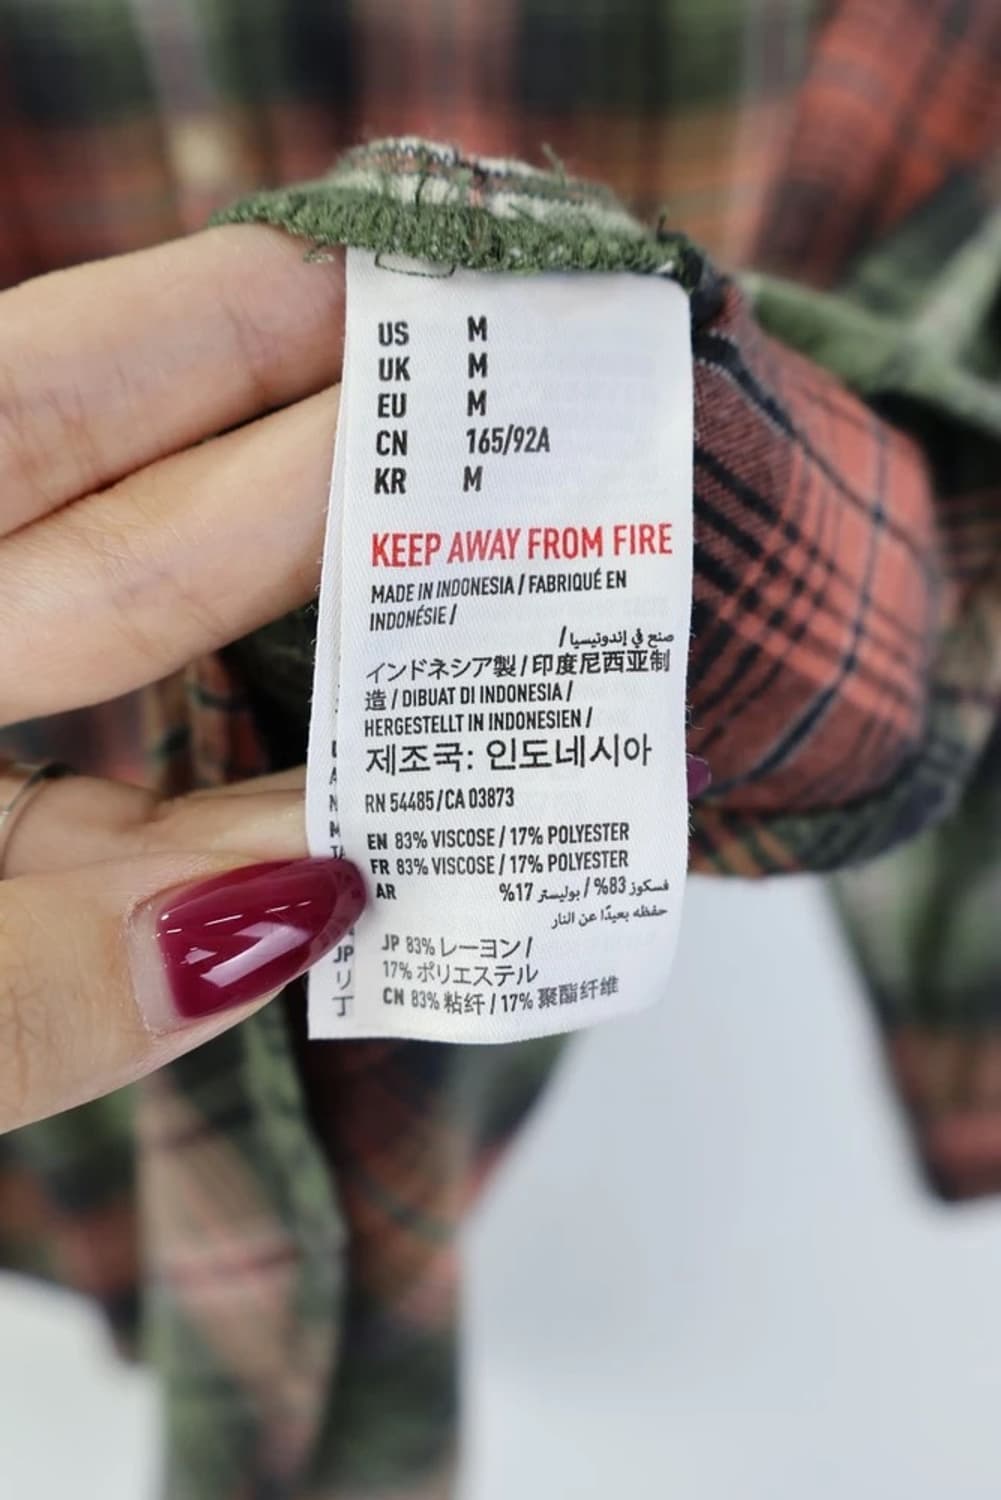 US M
UK M
EU M
CN 165/92A
KR M
KEEP AWAY FROM FIRE
MADE IN INDONESIA / FABRIQUÉ EN
INDONÉSIE /
صنع في إندونيسيا /
インドネシア製 / 印度尼西亚制
造 / DIBUAT DI INDONESIA /
HERGESTELLT IN INDONESIEN /
제조국: 인도네시아
RN 54485/CA 03873
EN 83% VISCOSE / 17% POLYESTER
FR 83% VISCOSE / 17% POLYESTER
AR فسكوز 83% / بوليستر 17%
حفظه بعيدًا عن النار
JP 83% レーヨン /
17% ポリエステル
CN 83% 粘纤 / 17% 聚酯纤维
JP